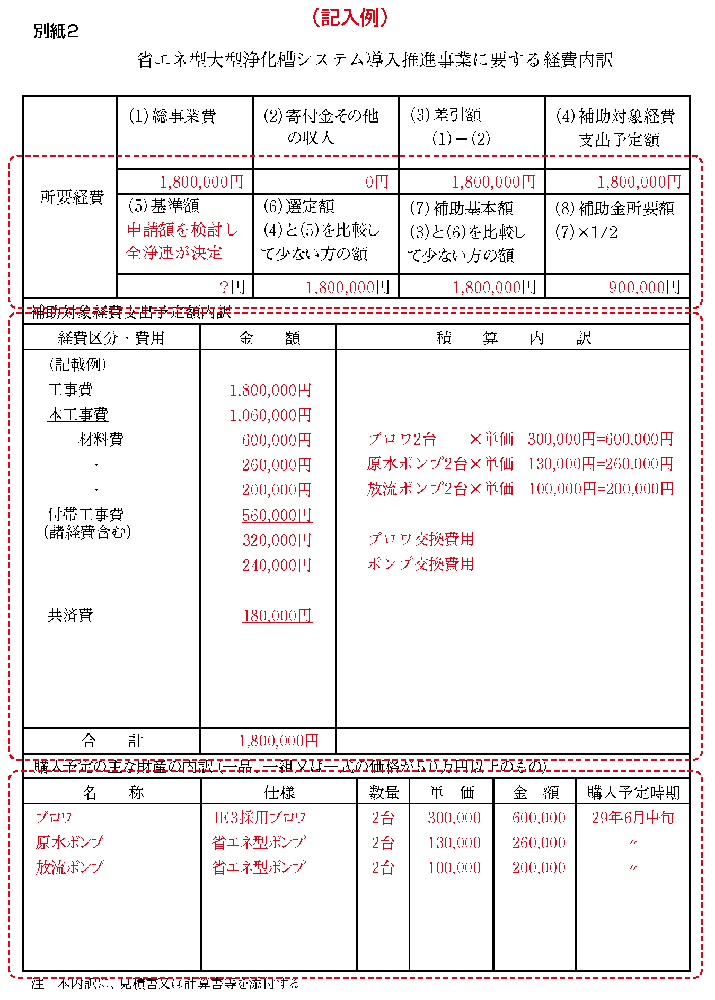 （記入例）
別紙２
省エネ型大型浄化槽システム導入推進事業に要する経費内訳
所要経費
(1)総事業費
(2)寄付金その他
の収入
(3)差引額
(1)－(2)
(4)補助対象経費
支出予定額
1,800,000円
0円
1,800,000円
1,800,000円
(5)基準額
申請額を検討し
全浄連が決定
(6)選定額
(4)と(5)を比較し
て少ない方の額
(7)補助基本額
(3)と(6)を比較し
て少ない方の額
(8)補助金所要額
(7)×1/2
？円
1,800,000円
1,800,000円
900,000円
補助対象経費支出予定額内訳
経費区分・費用 金　額 積　算　内　訳
（記載例）
工事費 1,800,000円
本工事費 1,060,000円
材料費 600,000円 ブロワ2台　×単価 300,000円=600,000円
・ 260,000円 原水ポンプ2台×単価 130,000円=260,000円
・ 200,000円 放流ポンプ2台×単価 100,000円=200,000円
付帯工事費 560,000円
（諸経費含む）
320,000円 ブロワ交換費用
240,000円 ポンプ交換費用
共済費 180,000円
合　計 1,800,000円
購入予定の主な財産の内訳（一品、一組又は一式の価格が５０万円以上のもの）
名　称 仕様 数量 単　価 金　額 購入予定時期
ブロワ IE3採用ブロワ 2台 300,000 600,000 29年6月中旬
原水ポンプ 省エネ型ポンプ 2台 130,000 260,000 〃
放流ポンプ 省エネ型ポンプ 2台 100,000 200,000 〃
注　本内訳に、見積書又は計算書等を添付する